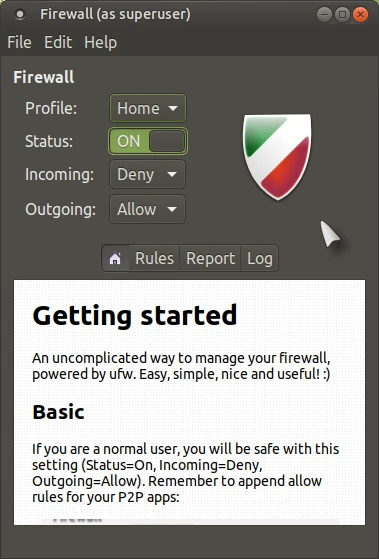 Firewall (as superuser)
File Edit Help
Firewall
Profile: Home
Status: ON
Incoming: Deny
Outgoing: Allow
Rules Report Log
Getting started
An uncomplicated way to manage your firewall,
powered by ufw. Easy, simple, nice and useful! :)
Basic
If you are a normal user, you will be safe with this
setting (Status=On, Incoming=Deny,
Outgoing=Allow). Remember to append allow
rules for your P2P apps: